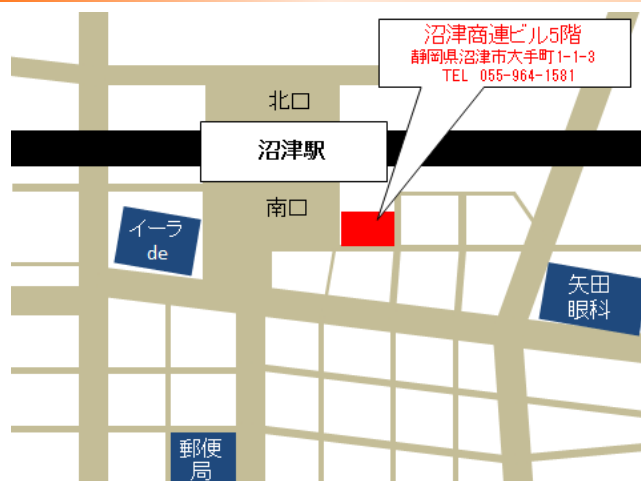 沼津商連ビル5階
静岡県沼津市大手町1-1-3
TEL 055-964-1581
北口
沼津駅
南口
イーラ
de
矢田
眼科
郵便
局